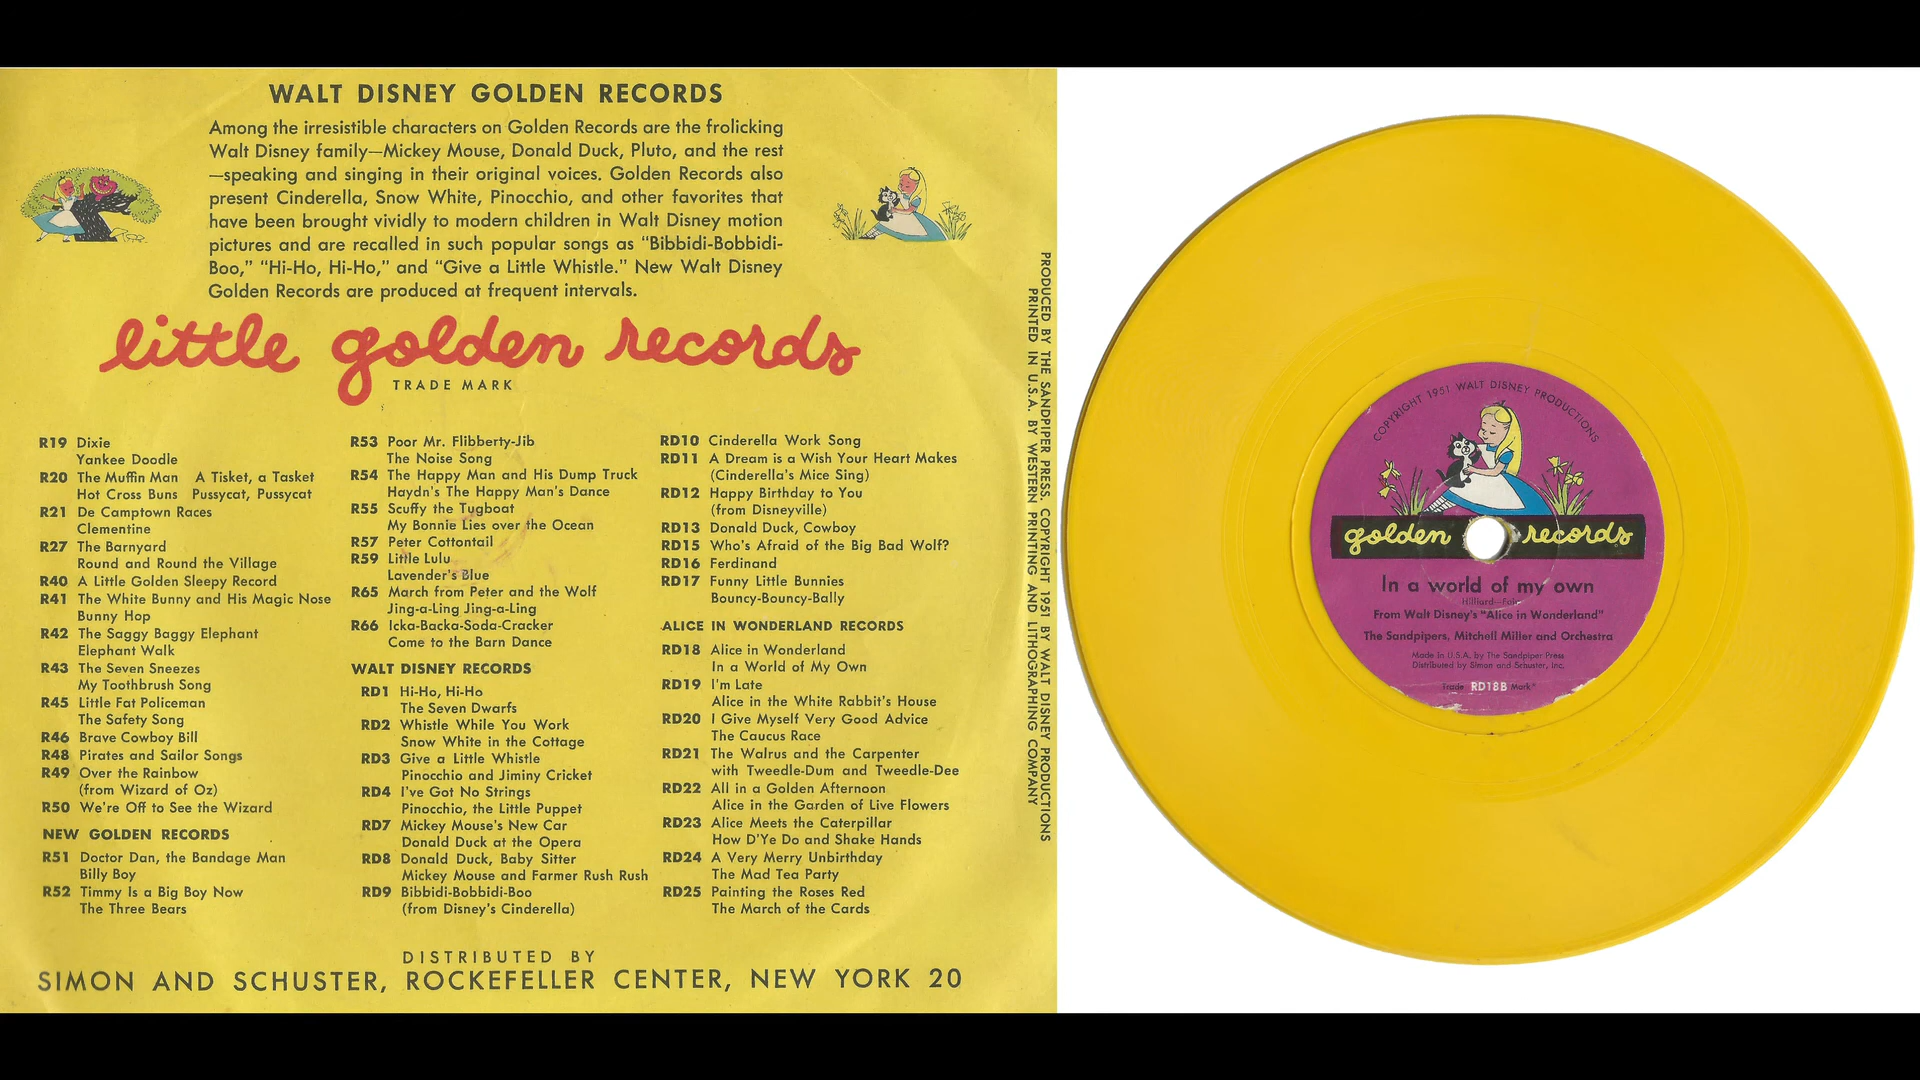 WALT DISNEY GOLDEN RECORDS
Among the irresistible characters on Golden Records are the frolicking
Walt Disney family—Mickey Mouse, Donald Duck, Pluto, and the rest
—speaking and singing in their original voices. Golden Records also
present Cinderella, Snow White, Pinocchio, and other favorites that
have been brought vividly to modern children in Walt Disney motion
pictures and are recalled in such popular songs as "Bibbidi-Bobbidi-
Boo," "Hi-Ho, Hi-Ho," and "Give a Little Whistle." New Walt Disney
Golden Records are produced at frequent intervals.
little golden records
TRADE MARK
R19 Dixie
Yankee Doodle
R20 The Muffin Man A Tisket, a Tasket
Hot Cross Buns Pussycat, Pussycat
R21 De Camptown Races
Clementine
R27 The Barnyard
Round and Round the Village
R40 A Little Golden Sleepy Record
R41 The White Bunny and His Magic Nose
Bunny Hop
R42 The Saggy Baggy Elephant
Elephant Walk
R43 The Seven Sneezes
My Toothbrush Song
R45 Little Fat Policeman
The Safety Song
R46 Brave Cowboy Bill
R48 Pirates and Sailor Songs
R49 Over the Rainbow
(from Wizard of Oz)
R50 We're Off to See the Wizard
NEW GOLDEN RECORDS
R51 Doctor Dan, the Bandage Man
Billy Boy
R52 Timmy Is a Big Boy Now
The Three Bears
R53 Poor Mr. Flibberty-Jib
The Noise Song
R54 The Happy Man and His Dump Truck
Haydn's The Happy Man's Dance
R55 Scuffy the Tugboat
My Bonnie Lies over the Ocean
R57 Peter Cottontail
R59 Little Lulu
Lavender's Blue
R65 March from Peter and the Wolf
Jing-a-Ling Jing-a-Ling
R66 Icka-Backa-Soda-Cracker
Come to the Barn Dance
WALT DISNEY RECORDS
RD1 Hi-Ho, Hi-Ho
The Seven Dwarfs
RD2 Whistle While You Work
Snow White in the Cottage
RD3 Give a Little Whistle
Pinocchio and Jiminy Cricket
RD4 I've Got No Strings
Pinocchio, the Little Puppet
RD7 Mickey Mouse's New Car
Donald Duck at the Opera
RD8 Donald Duck, Baby Sitter
Mickey Mouse and Farmer Rush Rush
RD9 Bibbidi-Bobbidi-Boo
(from Disney's Cinderella)
RD10 Cinderella Work Song
RD11 A Dream is a Wish Your Heart Makes
(Cinderella's Mice Sing)
RD12 Happy Birthday to You
(from Disneyville)
RD13 Donald Duck, Cowboy
RD15 Who's Afraid of the Big Bad Wolf?
RD16 Ferdinand
RD17 Funny Little Bunnies
Bouncy-Bouncy-Bally
ALICE IN WONDERLAND RECORDS
RD18 Alice in Wonderland
In a World of My Own
RD19 I'm Late
Alice in the White Rabbit's House
RD20 I Give Myself Very Good Advice
The Caucus Race
RD21 The Walrus and the Carpenter
with Tweedle-Dum and Tweedle-Dee
RD22 All in a Golden Afternoon
Alice in the Garden of Live Flowers
RD23 Alice Meets the Caterpillar
How D'Ye Do and Shake Hands
RD24 A Very Merry Unbirthday
The Mad Tea Party
RD25 Painting the Roses Red
The March of the Cards
DISTRIBUTED BY
SIMON AND SCHUSTER, ROCKEFELLER CENTER, NEW YORK 20
PRODUCED BY THE SANDPIPER PRESS. COPYRIGHT 1951 BY WALT DISNEY PRODUCTIONS
PRINTED IN U.S.A. BY WESTERN PRINTING AND LITHOGRAPHING COMPANY
COPYRIGHT 1951 WALT DISNEY PRODUCTIONS
golden records
In a world of my own
Hilliard—Fain
From Walt Disney's "Alice in Wonderland"
The Sandpipers, Mitchell Miller and Orchestra
Made in U.S.A. by The Sandpiper Press
Distributed by Simon and Schuster, Inc.
Trade RD18B Mark